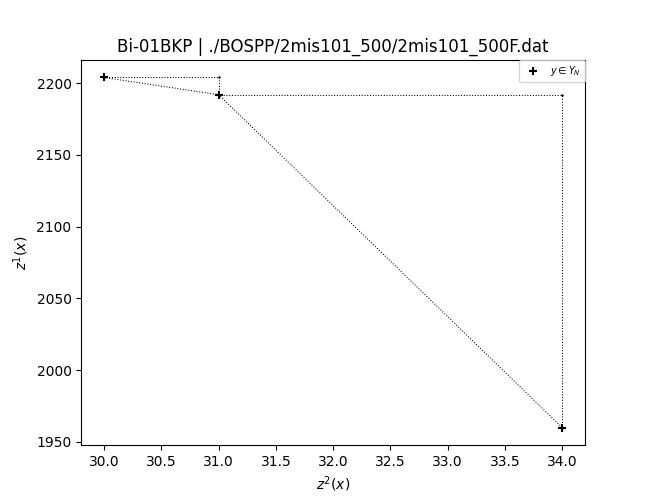 Bi-01BKP | ./BOSPP/2mis101_500/2mis101_500F.dat
y ∈ Y_N
2200
2150
2100
2050
2000
1950
z^1(x)
30.0 30.5 31.0 31.5 32.0 32.5 33.0 33.5 34.0
z^2(x)